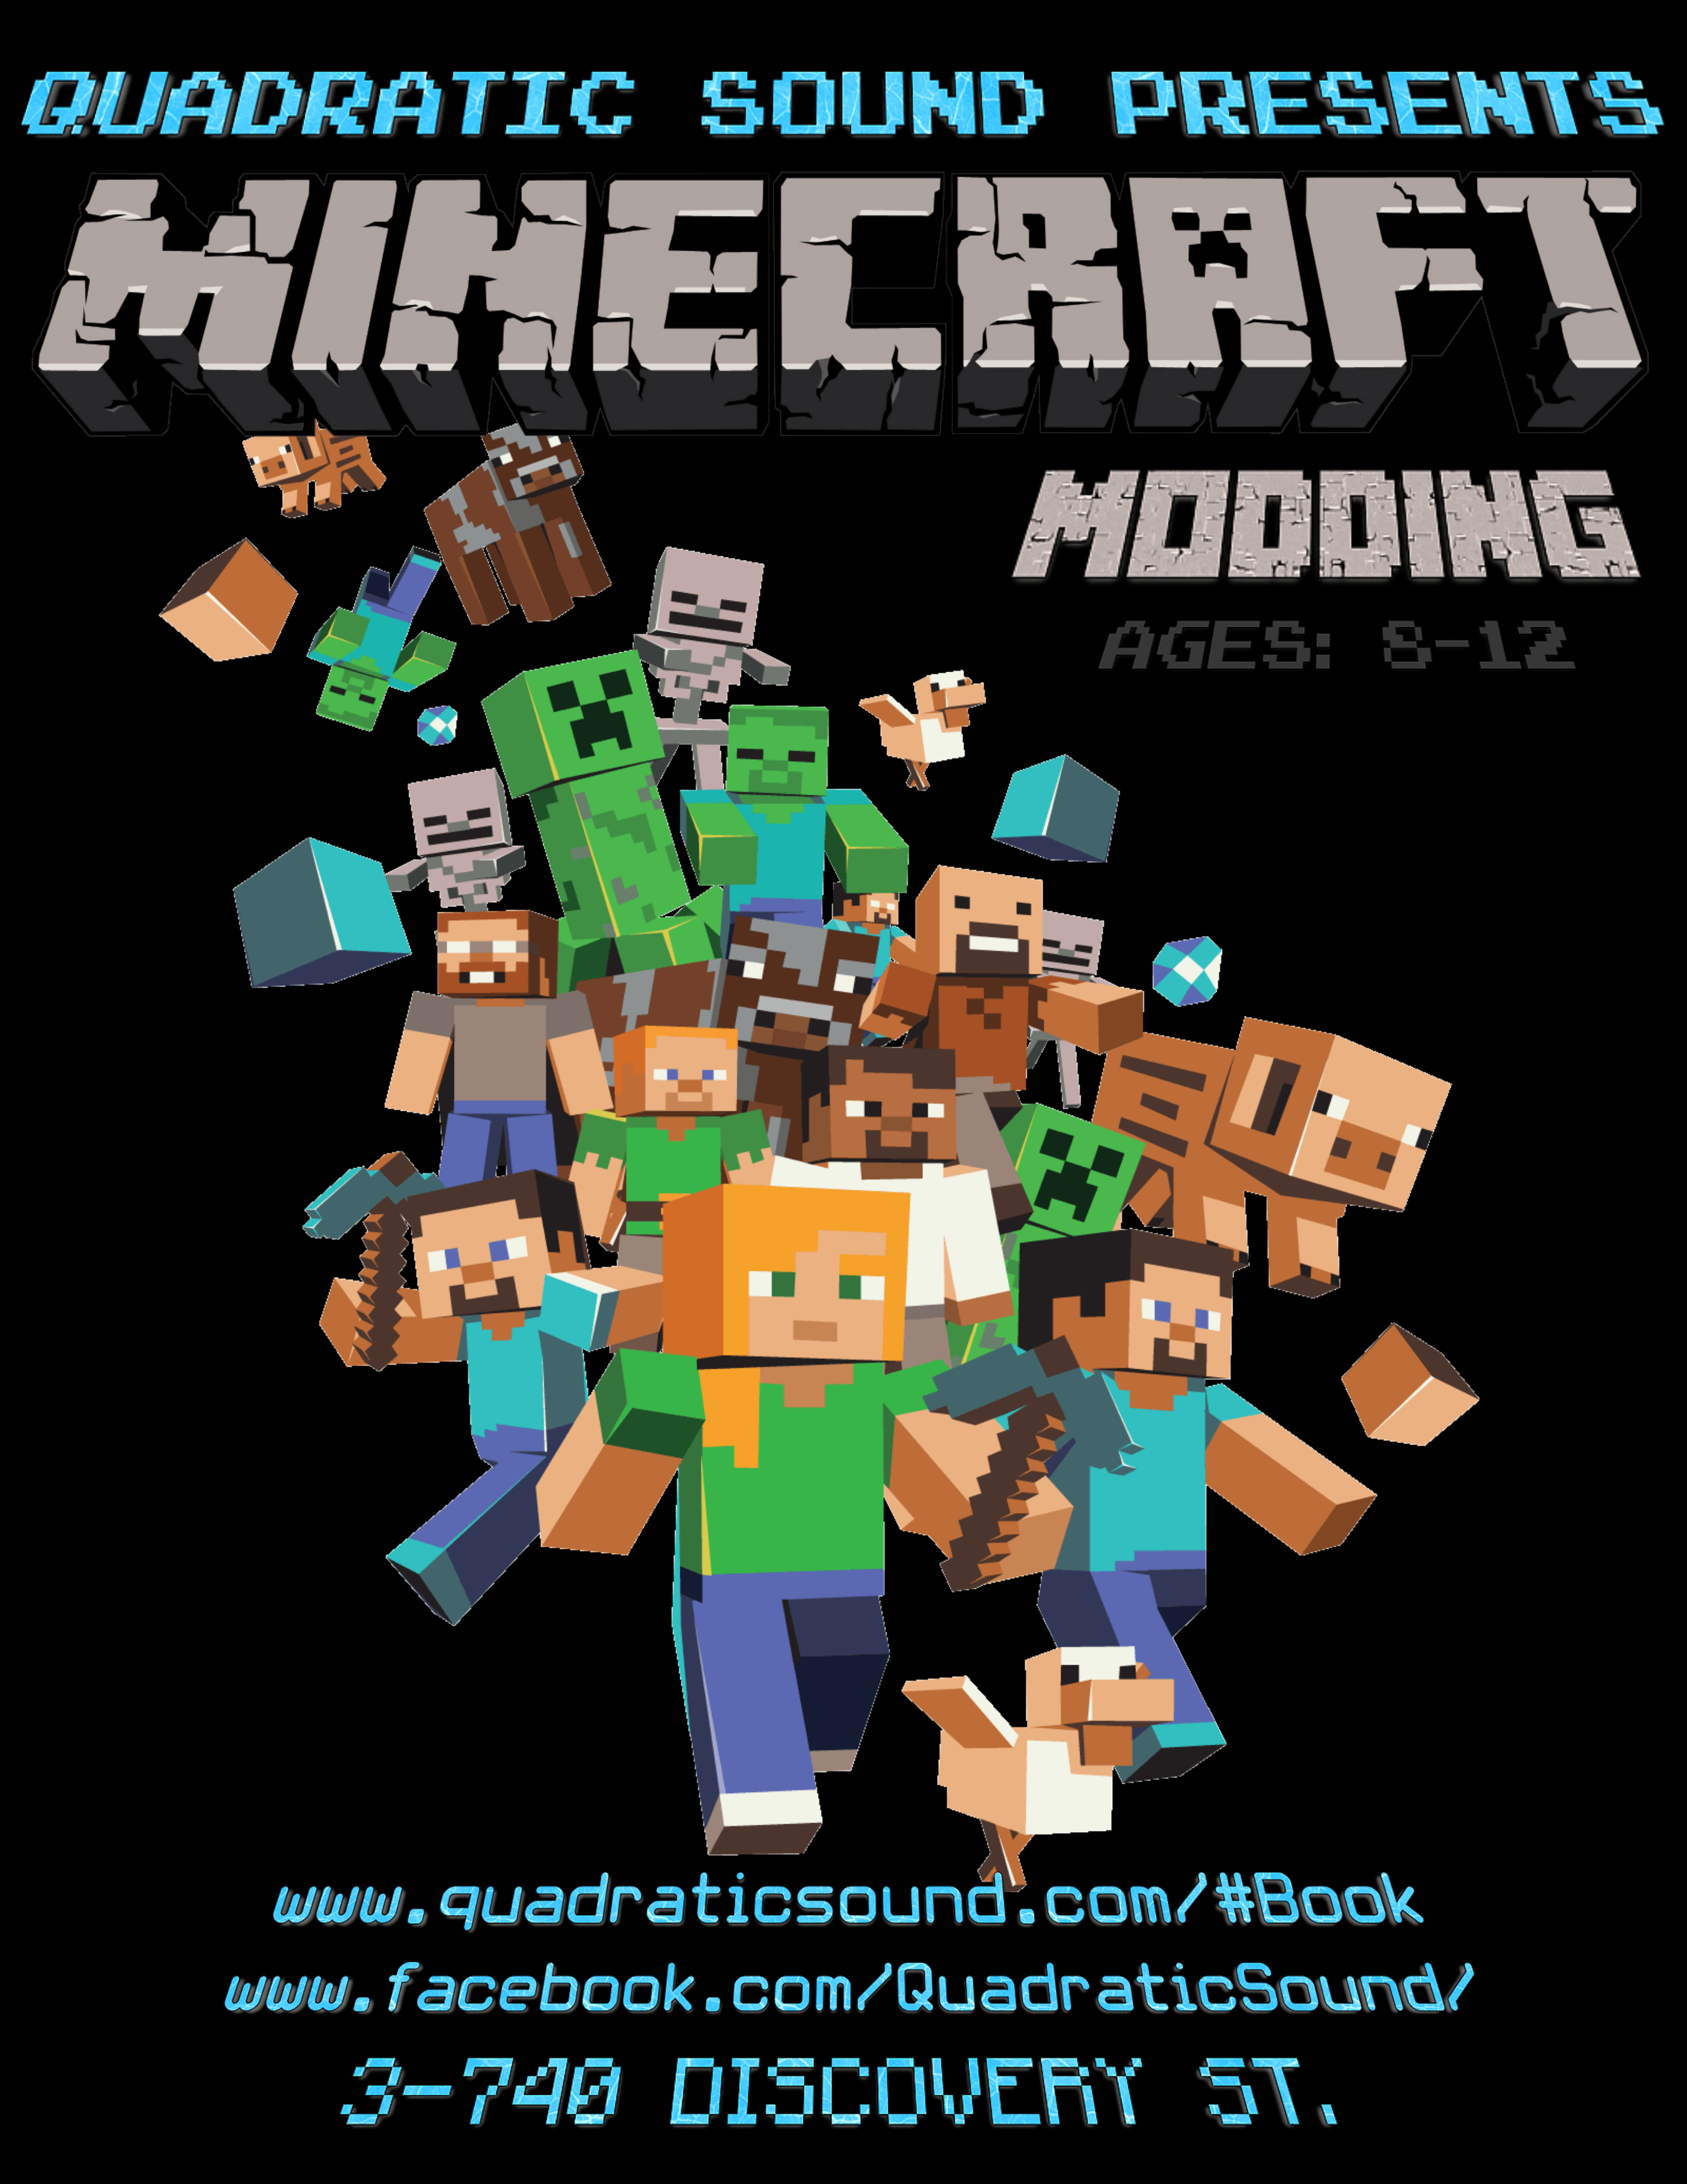 QUADRATIC SOUND PRESENTS
MINECRAFT
MODDING
AGES: 8-12
www.quadraticsound.com/#Book
www.facebook.com/QuadraticSound/
3-740 DISCOVERY ST.